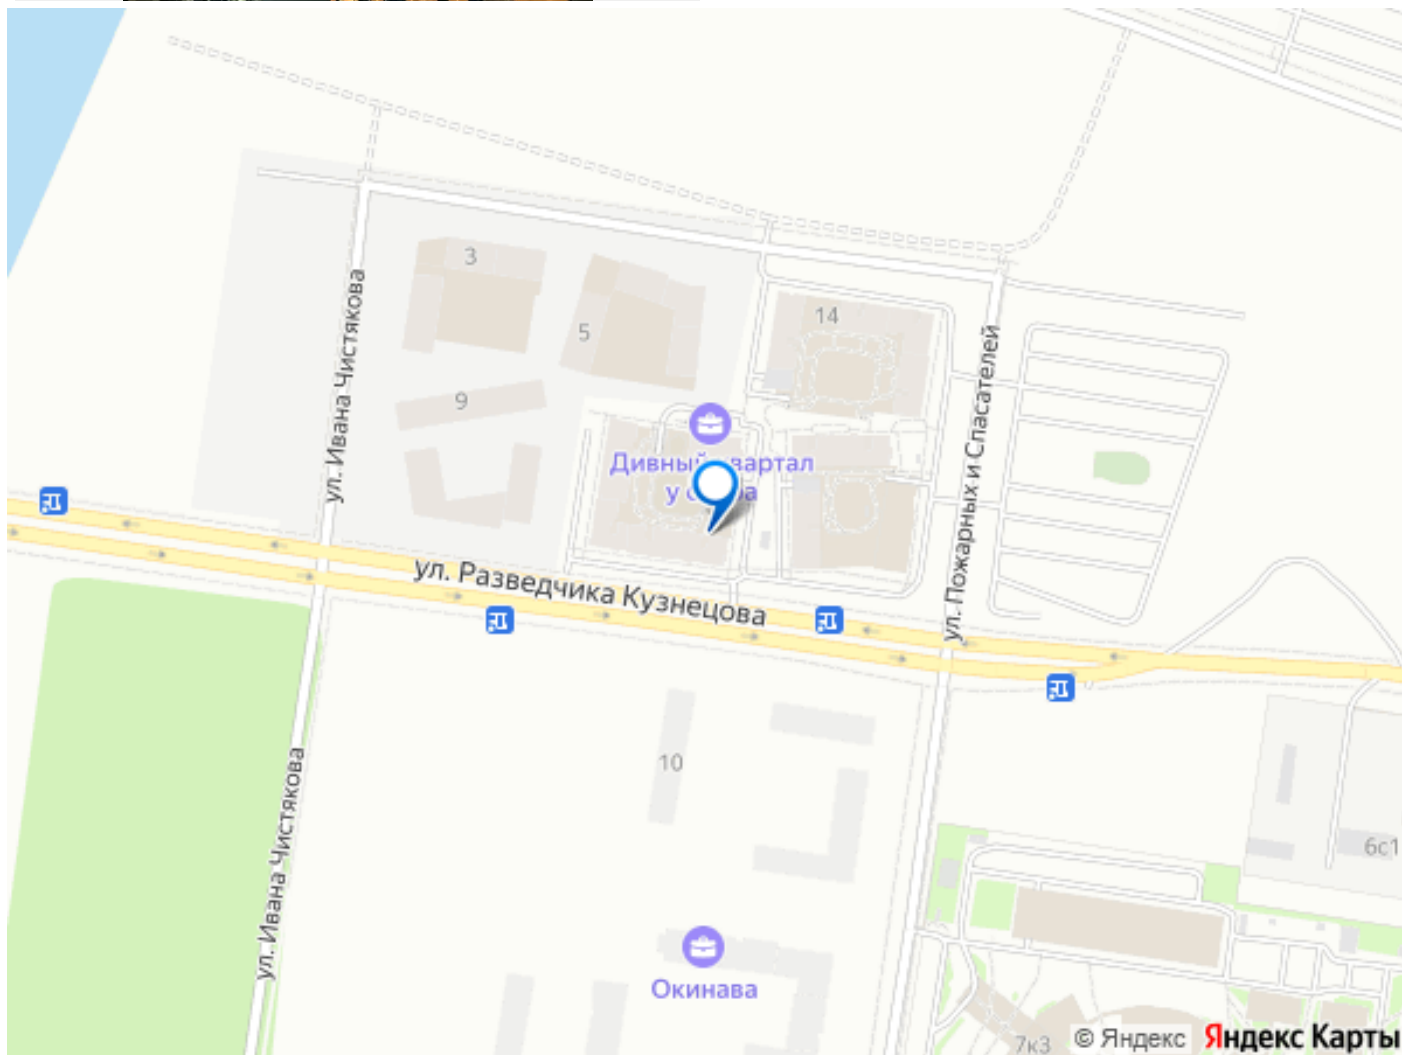 3
14
5
ул. Ивана Чистякова
ул. Пожарных и Спасателей
9
Дивный квартал
ул. Разведчика Кузнецова
10
ул. Ивана Чистякова
6с1
Окинава
7к3
© Яндекс
Яндекс Карты